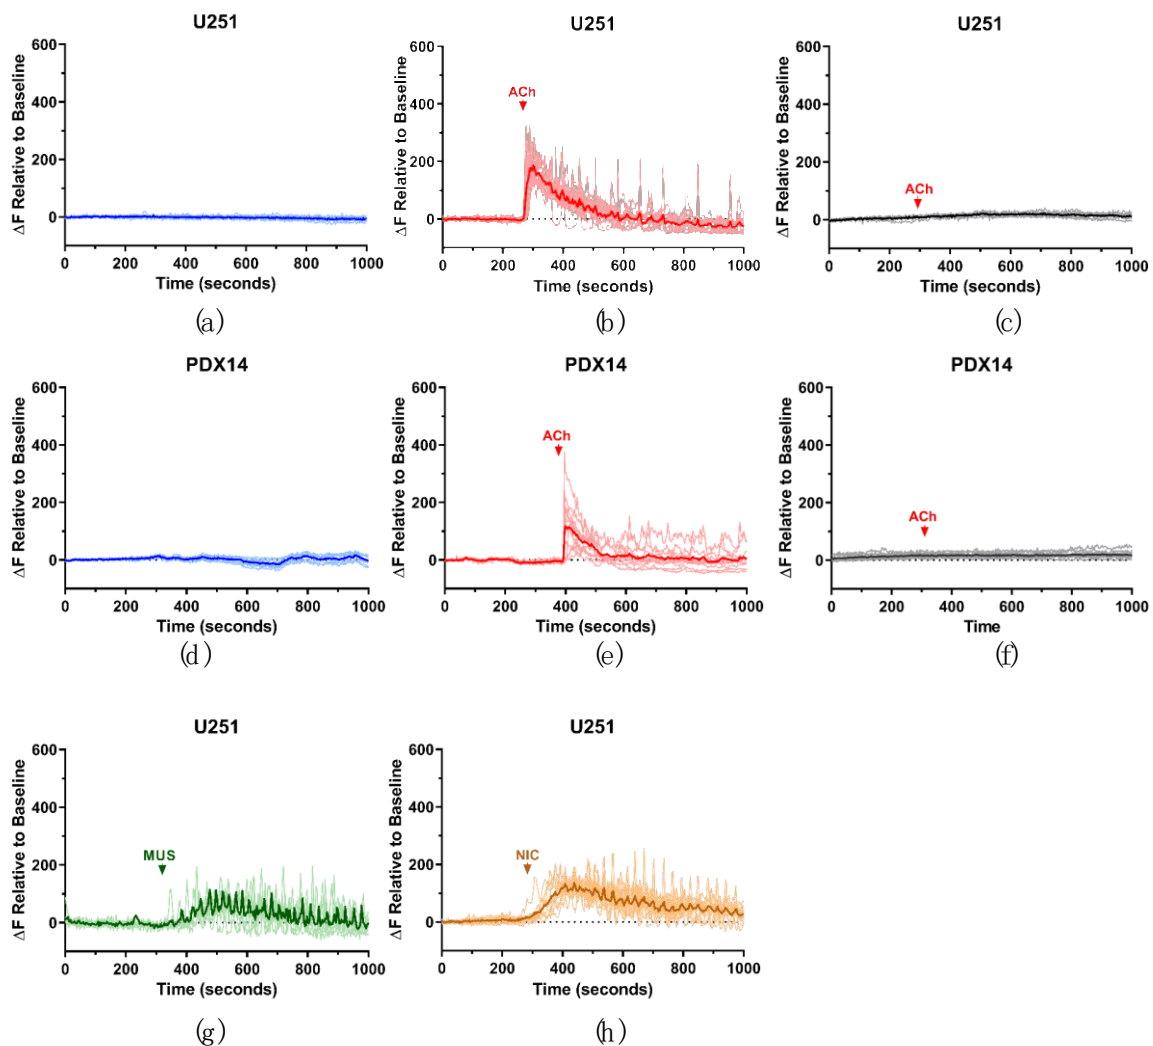 U251
600
400
200
0
ΔF Relative to Baseline
0 200 400 600 800 1000
Time (seconds)
(a)
U251
600
400
200
0
ΔF Relative to Baseline
ACh
0 200 400 600 800 1000
Time (seconds)
(b)
U251
600
400
200
0
ΔF Relative to Baseline
ACh
0 200 400 600 800 1000
Time (seconds)
(c)
PDX14
600
400
200
0
ΔF Relative to Baseline
0 200 400 600 800 1000
Time (seconds)
(d)
PDX14
600
400
200
0
ΔF Relative to Baseline
ACh
0 200 400 600 800 1000
Time (seconds)
(e)
PDX14
600
400
200
0
ΔF Relative to Baseline
ACh
0 200 400 600 800 1000
Time
(f)
U251
600
400
200
0
ΔF Relative to Baseline
MUS
0 200 400 600 800 1000
Time (seconds)
(g)
U251
600
400
200
0
ΔF Relative to Baseline
NIC
0 200 400 600 800 1000
Time (seconds)
(h)